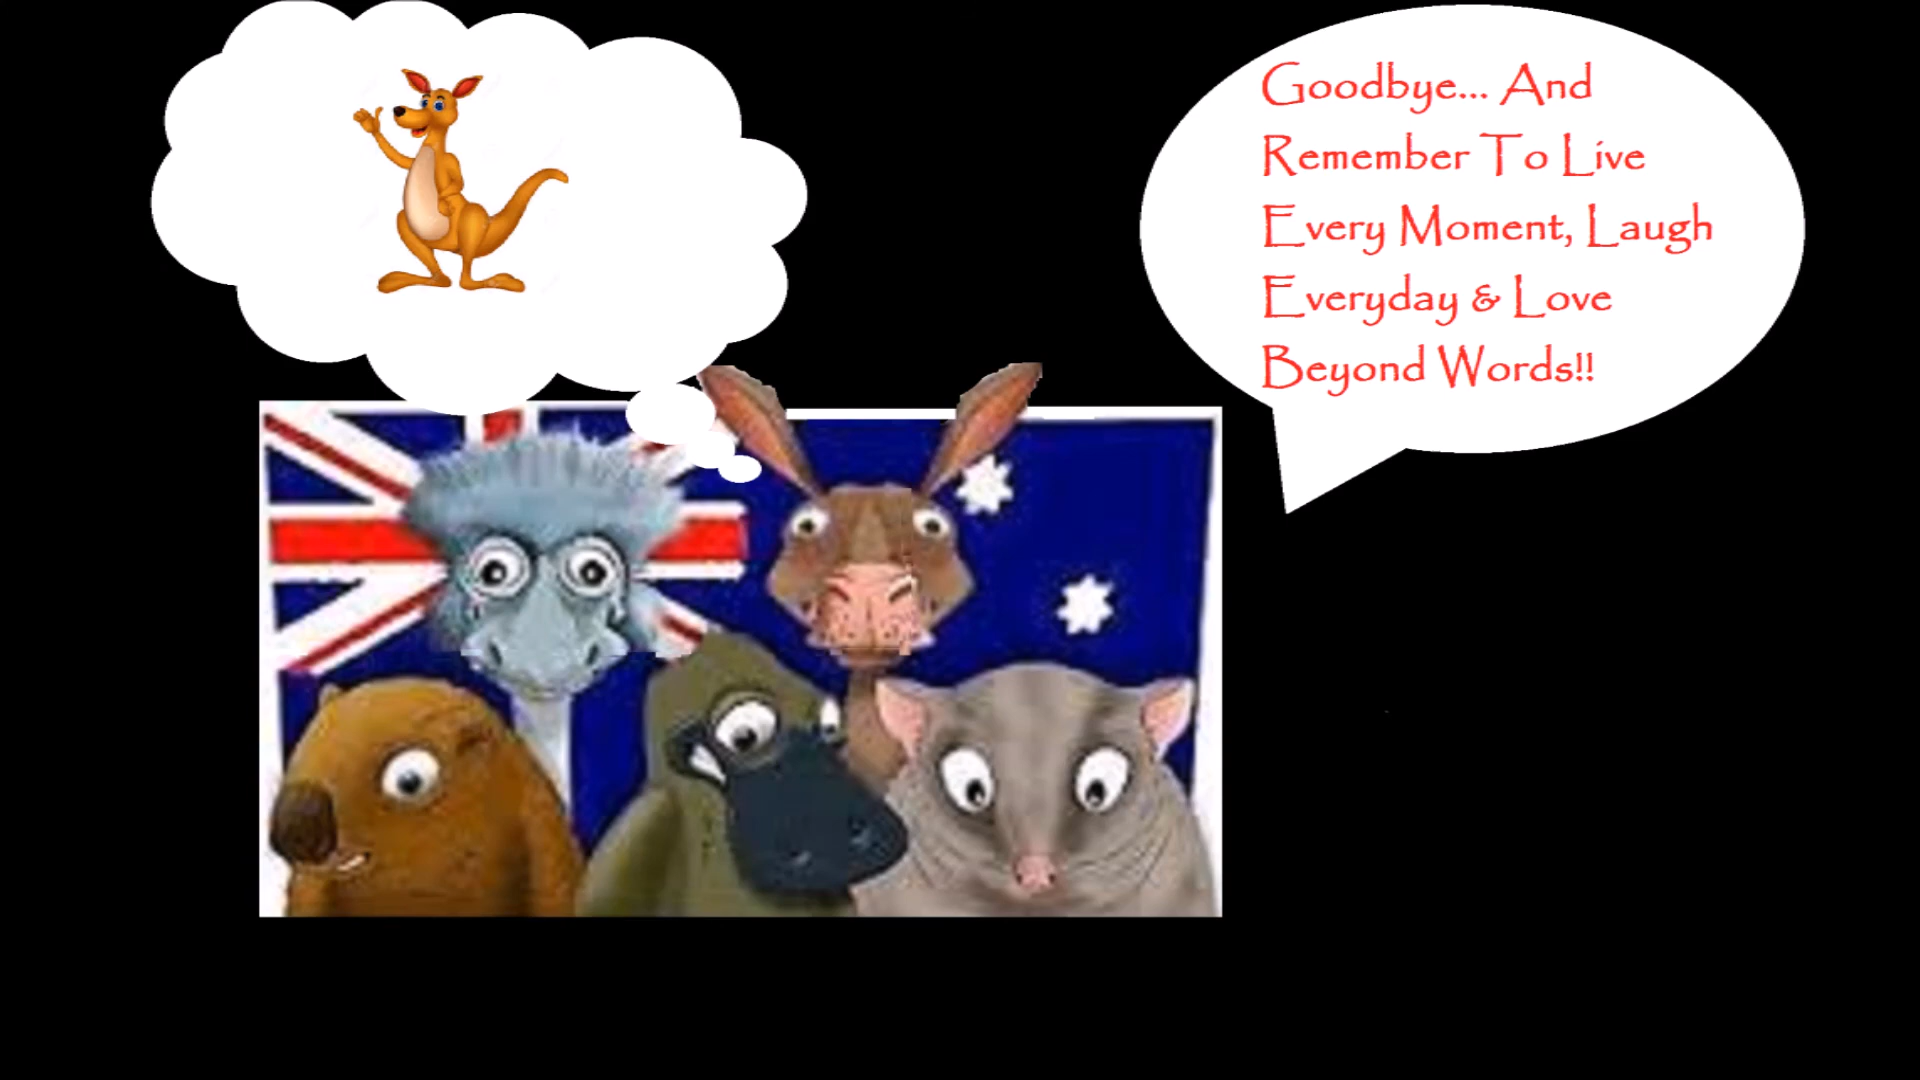 Goodbye... And
Remember To Live
Every Moment, Laugh
Everyday & Love
Beyond Words!!